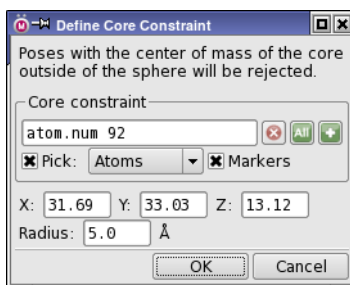 Define Core Constraint
Poses with the center of mass of the core
outside of the sphere will be rejected.
Core constraint
atom.num 92
All
Pick: Atoms Markers
X: 31.69 Y: 33.03 Z: 13.12
Radius: 5.0 Å
OK Cancel